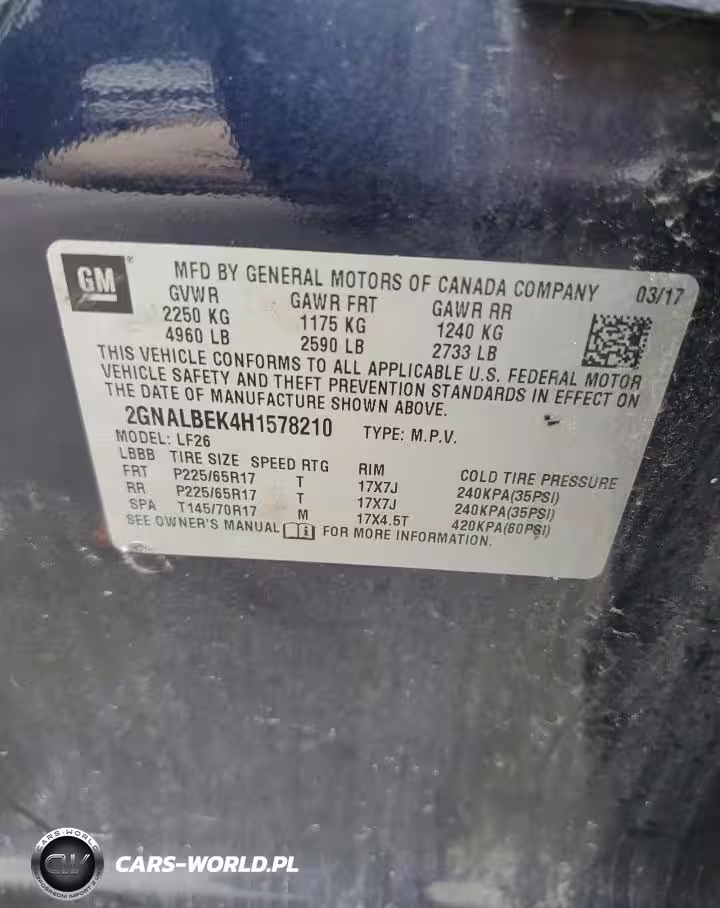 GM®
MFD BY GENERAL MOTORS OF CANADA COMPANY 03/17
GVWR GAWR FRT GAWR RR
2250 KG 1175 KG 1240 KG
4960 LB 2590 LB 2733 LB
THIS VEHICLE CONFORMS TO ALL APPLICABLE U.S. FEDERAL MOTOR
VEHICLE SAFETY AND THEFT PREVENTION STANDARDS IN EFFECT ON
THE DATE OF MANUFACTURE SHOWN ABOVE.
2GNALBEK4H1578210 TYPE: M.P.V.
MODEL: LF26
LBBB TIRE SIZE SPEED RTG RIM COLD TIRE PRESSURE
FRT P225/65R17 T 17X7J 240KPA(35PSI)
RR P225/65R17 T 17X7J 240KPA(35PSI)
SPA T145/70R17 M 17X4.5T 420KPA(60PSI)
SEE OWNER'S MANUAL FOR MORE INFORMATION.
CARS-WORLD
CW
CARS-WORLD.PL